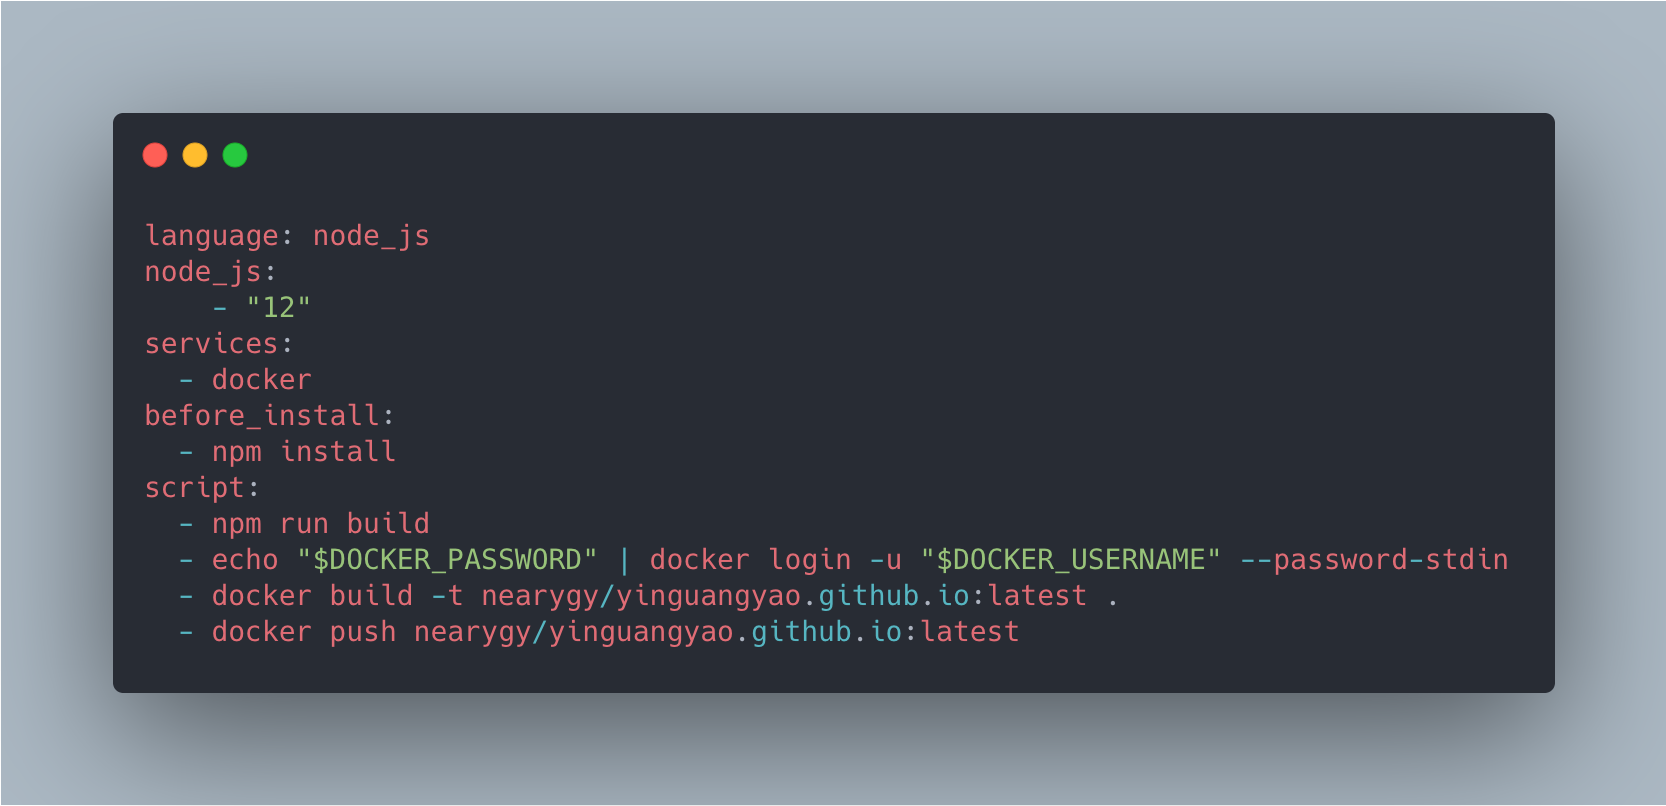 language: node_js
node_js:
    - "12"
services:
  - docker
before_install:
  - npm install
script:
  - npm run build
  - echo "$DOCKER_PASSWORD" | docker login -u "$DOCKER_USERNAME" --password-stdin
  - docker build -t nearygy/yinguangyao.github.io:latest .
  - docker push nearygy/yinguangyao.github.io:latest